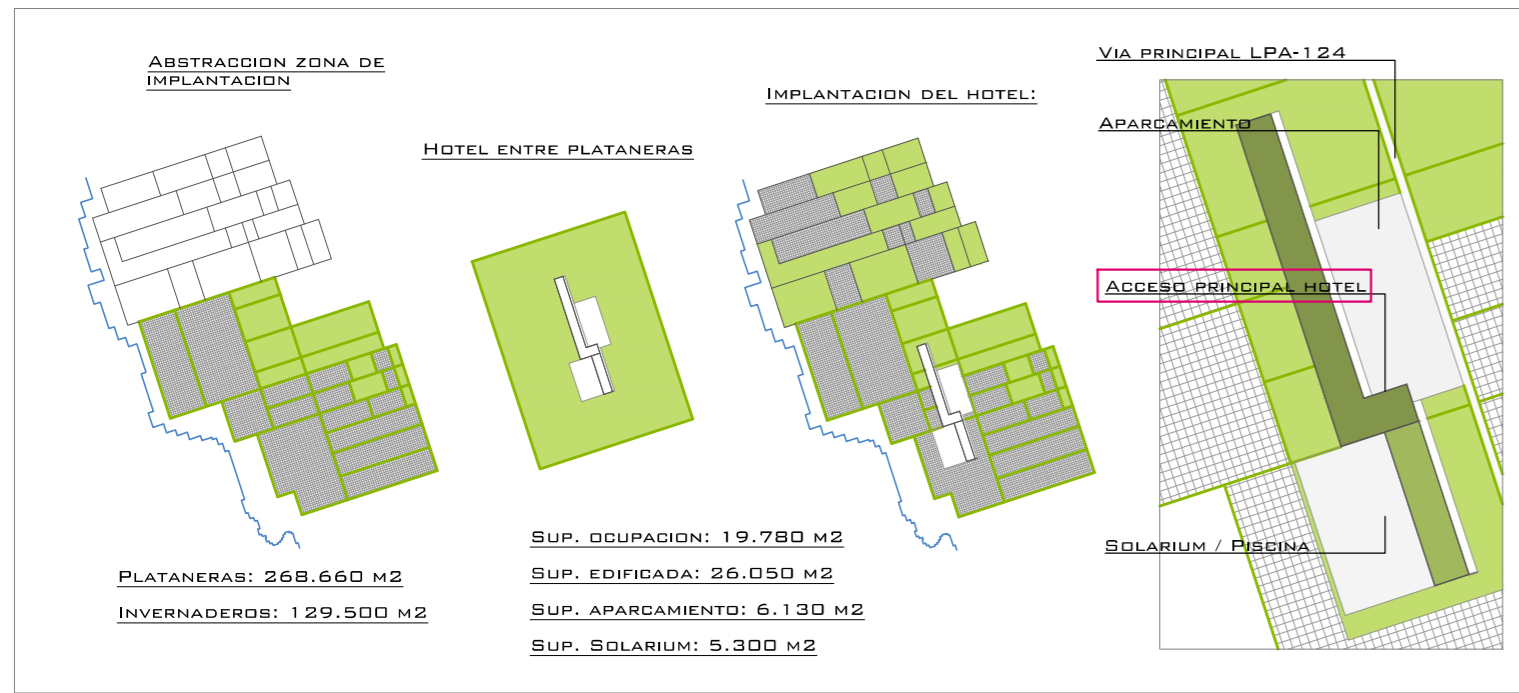 ABSTRACCION ZONA DE
IMPLANTACION
HOTEL ENTRE PLATANERAS
IMPLANTACION DEL HOTEL:
VIA PRINCIPAL LPA-124
APARCAMIENTO
ACCESO PRINCIPAL HOTEL
SOLARIUM / PISCINA
PLATANERAS: 268.660 M2
INVERNADEROS: 129.500 M2
SUP. OCUPACION: 19.780 M2
SUP. EDIFICADA: 26.050 M2
SUP. APARCAMIENTO: 6.130 M2
SUP. SOLARIUM: 5.300 M2